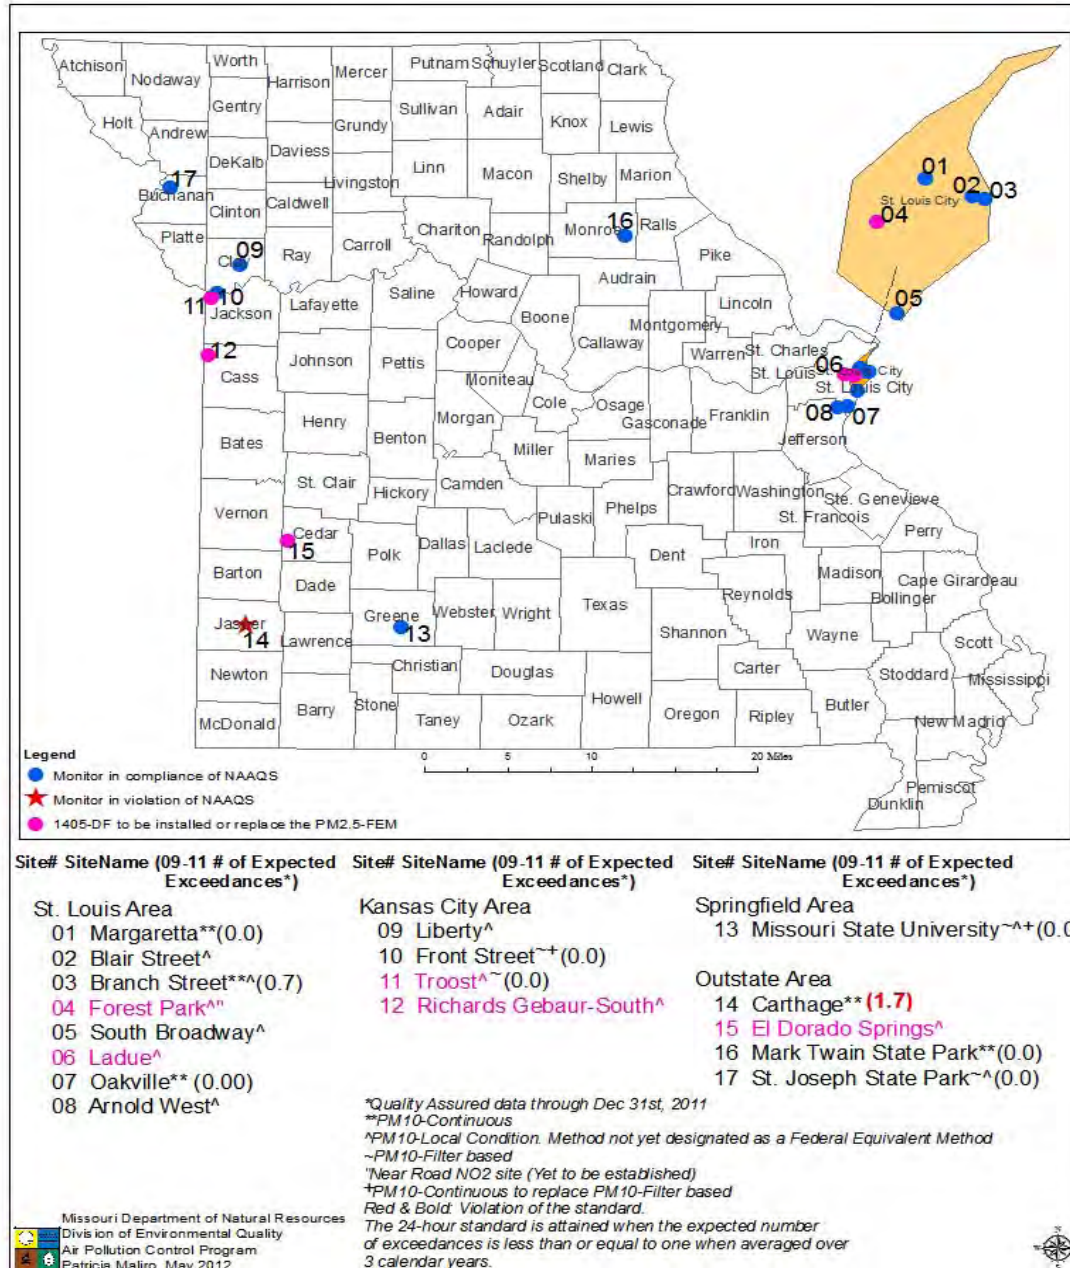 Atchison
Nodaway
Worth
Harrison
Mercer
Putnam
Schuyler
Scotland
Clark
Holt
Andrew
Gentry
DeKalb
Daviess
Grundy
Sullivan
Adair
Knox
Lewis
17
Buchanan
Clinton
Caldwell
Livingston
Linn
Macon
Shelby
Marion
Platte
09
Clay
Ray
Carroll
Chariton
Randolph
16
Monroe
Ralls
Pike
Audrain
01
02
03
St. Louis City
04
05
11
10
Jackson
Lafayette
Saline
Howard
Boone
Callaway
Montgomery
Lincoln
Warren
St. Charles
12
Cass
Johnson
Pettis
Cooper
Moniteau
Cole
Osage
Gasconade
Franklin
06
St. Louis
St. Louis City
St. Louis City
08
07
Jefferson
Bates
Henry
Benton
Morgan
Miller
Maries
Vernon
St. Clair
Hickory
Camden
Pulaski
Phelps
Crawford
Washington
Ste. Genevieve
St. Francois
Perry
Cedar
15
Polk
Dallas
Laclede
Dent
Iron
Madison
Cape Girardeau
Bollinger
Barton
Dade
Greene
13
Webster
Wright
Texas
Reynolds
Shannon
Wayne
Scott
Jasper
14
Lawrence
Newton
Christian
Douglas
Howell
Carter
Stoddard
Mississippi
McDonald
Barry
Stone
Taney
Ozark
Oregon
Ripley
Butler
New Madrid
Pemiscot
Dunklin
Legend
Monitor in compliance of NAAQS
Monitor in violation of NAAQS
1405-DF to be installed or replace the PM2.5-FEM
0 5 10 20 Miles
Site# SiteName (09-11 # of Expected
Exceedances*)
St. Louis Area
01 Margaretta**(0.0)
02 Blair Street^
03 Branch Street**^(0.7)
04 Forest Park^"
05 South Broadway^
06 Ladue^
07 Oakville** (0.00)
08 Arnold West^
Site# SiteName (09-11 # of Expected
Exceedances*)
Kansas City Area
09 Liberty^
10 Front Street~+(0.0)
11 Troost^~(0.0)
12 Richards Gebaur-South^
Site# SiteName (09-11 # of Expected
Exceedances*)
Springfield Area
13 Missouri State University~^+(0.0
Outstate Area
14 Carthage** (1.7)
15 El Dorado Springs^
16 Mark Twain State Park**(0.0)
17 St. Joseph State Park~^(0.0)
*Quality Assured data through Dec 31st, 2011
**PM10-Continuous
^PM10-Local Condition. Method not yet designated as a Federal Equivalent Method
~PM10-Filter based
"Near Road NO2 site (Yet to be established)
+PM10-Continuous to replace PM10-Filter based
Red & Bold: Violation of the standard.
The 24-hour standard is attained when the expected number
of exceedances is less than or equal to one when averaged over
3 calendar years.
Missouri Department of Natural Resources
Division of Environmental Quality
Air Pollution Control Program
Patricia Maliro, May 2012